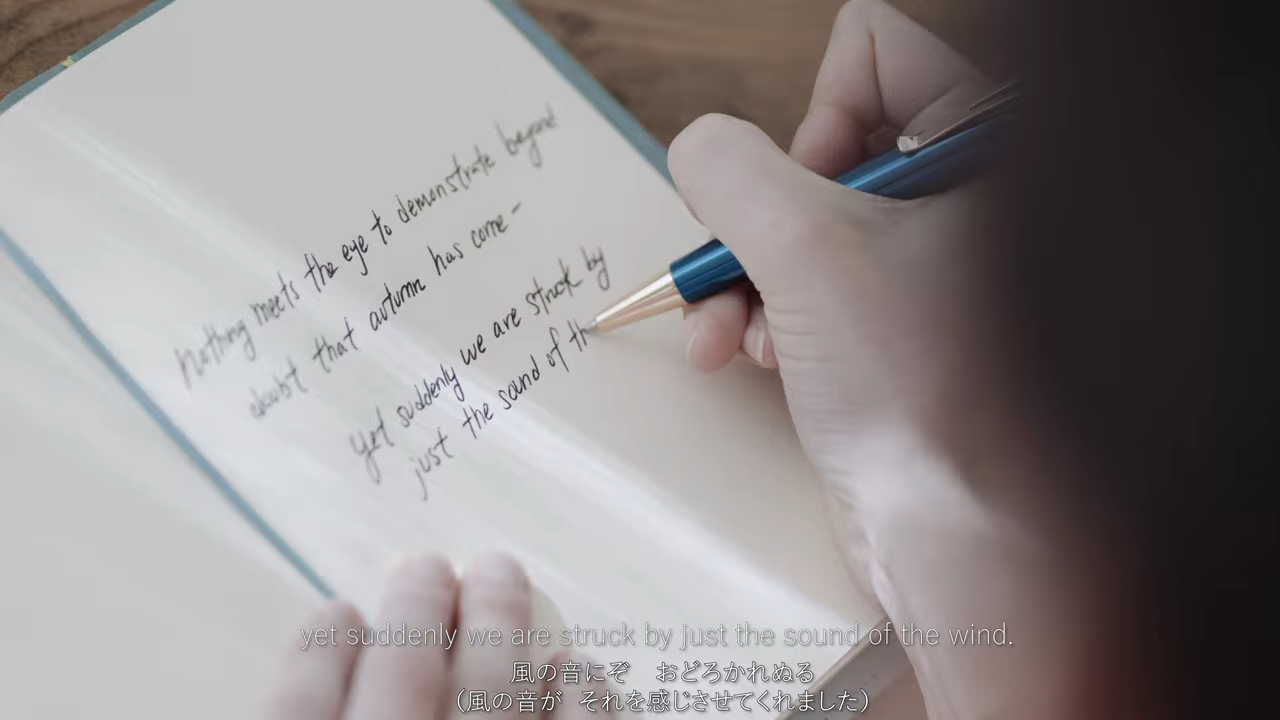 Nothing meets the eye to demonstrate beyond
doubt that autumn has come-
yet suddenly we are struck by
just the sound of th
yet suddenly we are struck by just the sound of the wind.
風の音にぞ　おどろかれぬる
（風の音が　それを感じさせてくれました）